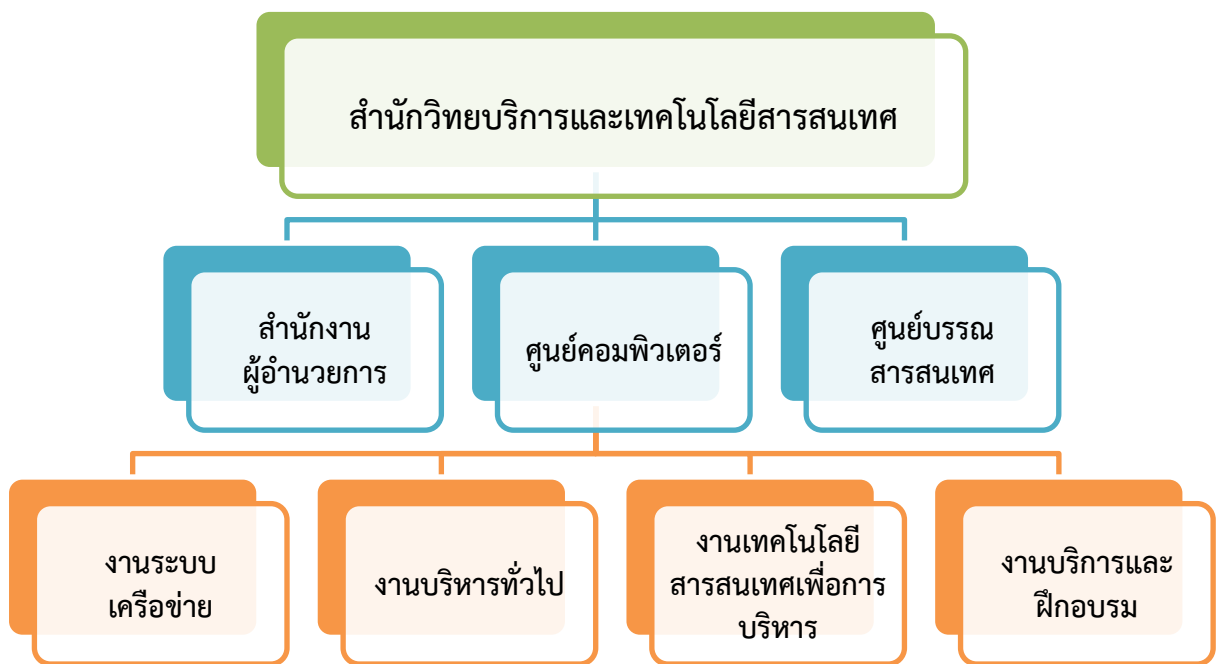 สำนักวิทยบริการและเทคโนโลยีสารสนเทศ
สำนักงาน
ผู้อำนวยการ
ศูนย์คอมพิวเตอร์
ศูนย์บรรณ
สารสนเทศ
งานระบบ
เครือข่าย
งานบริหารทั่วไป
งานเทคโนโลยี
สารสนเทศเพื่อการ
บริหาร
งานบริการและ
ฝึกอบรม